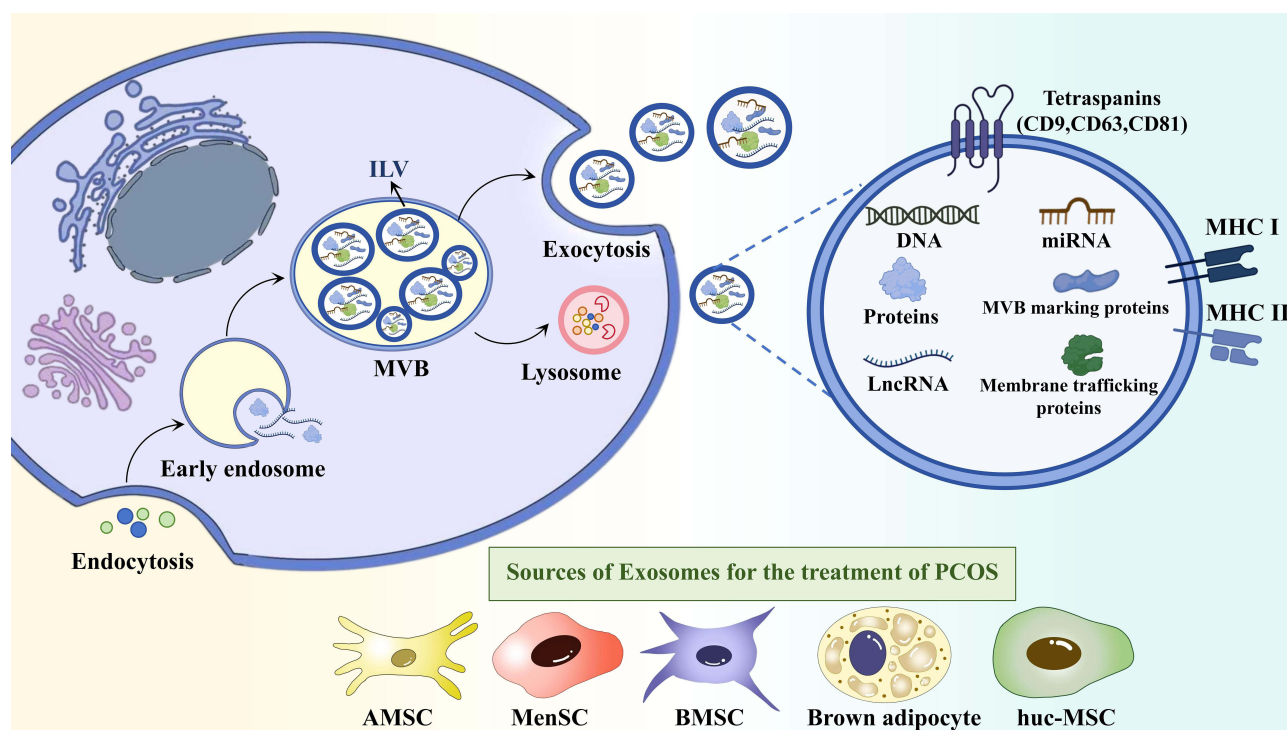 ILV
Exocytosis
MVB
Lysosome
Early endosome
Endocytosis
Tetraspanins
(CD9,CD63,CD81)
DNA
miRNA
MHC I
Proteins
MVB marking proteins
MHC II
LncRNA
Membrane trafficking
proteins
Sources of Exosomes for the treatment of PCOS
AMSC
MenSC
BMSC
Brown adipocyte
huc-MSC